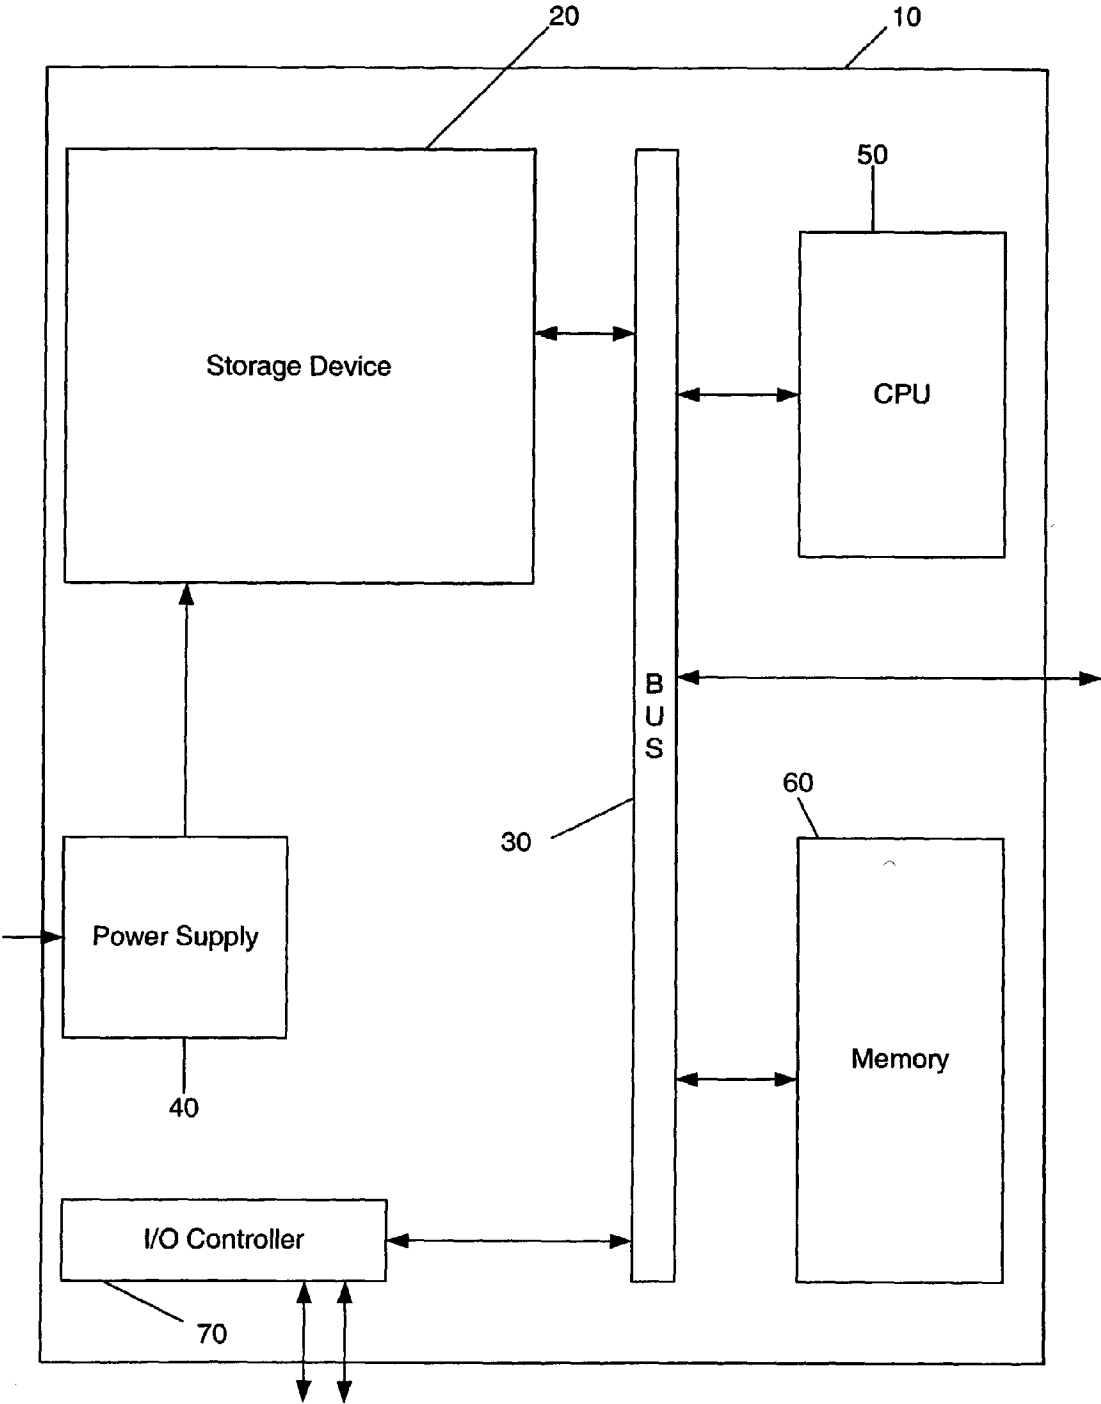 20
10
50
Storage Device
CPU
B
U
S
60
30
Power Supply
Memory
40
I/O Controller
70